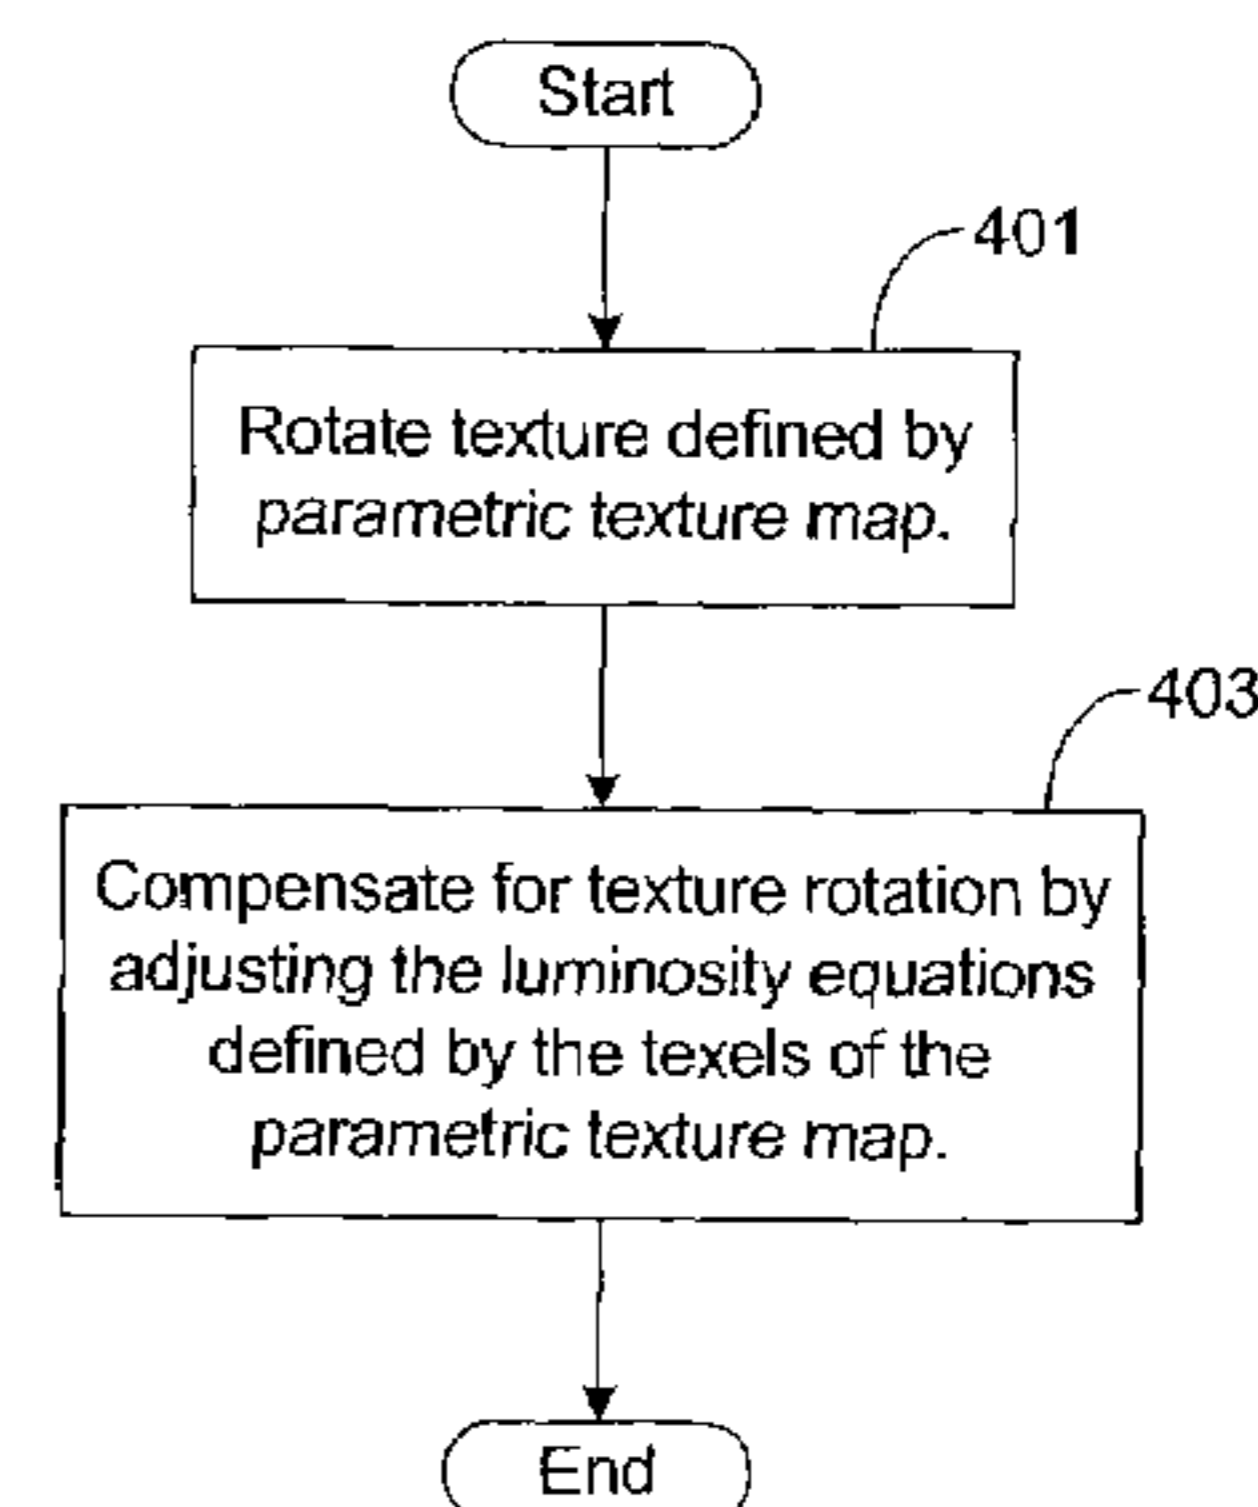 Start
401
Rotate texture defined by
parametric texture map.
403
Compensate for texture rotation by
adjusting the luminosity equations
defined by the texels of the
parametric texture map.
End